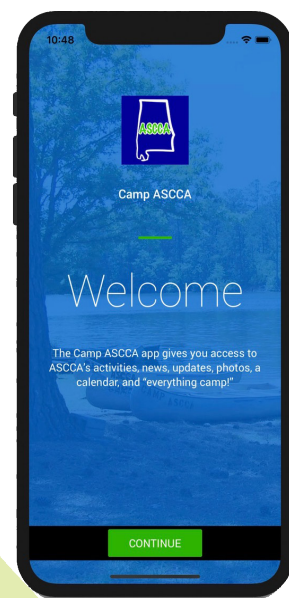 10:48
ASCCA
Camp ASCCA
Welcome
The Camp ASCCA app gives you access to
ASCCA's activities, news, updates, photos, a
calendar, and “everything camp!”
CONTINUE